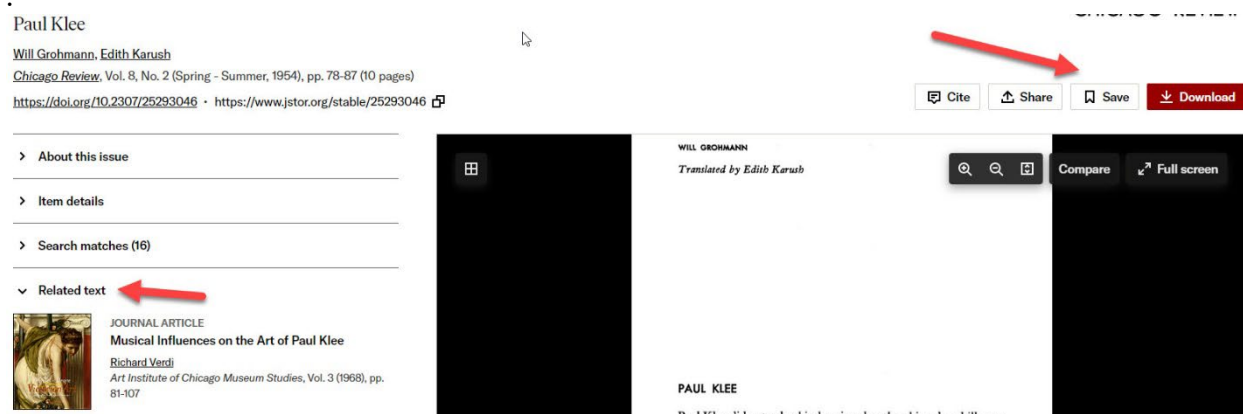 Paul Klee
Will Grohmann, Edith Karush
Chicago Review, Vol. 8, No. 2 (Spring - Summer, 1954), pp. 78-87 (10 pages)
https://doi.org/10.2307/25293046 · https://www.jstor.org/stable/25293046
Cite Share Save Download
About this issue
Item details
Search matches (16)
Related text
JOURNAL ARTICLE
Musical Influences on the Art of Paul Klee
Richard Verdi
Art Institute of Chicago Museum Studies, Vol. 3 (1968), pp.
81-107
WILL GROHMANN
Translated by Edith Karush
Compare Full screen
PAUL KLEE